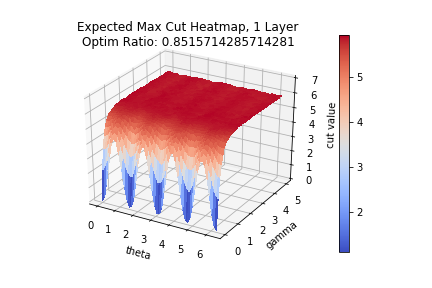 Expected Max Cut Heatmap, 1 Layer
Optim Ratio: 0.8515714285714281
0 1 2 3 4 5 6
theta
0 1 2 3 4 5
gamma
0 1 2 3 4 5 6 7
cut value
5
4
3
2